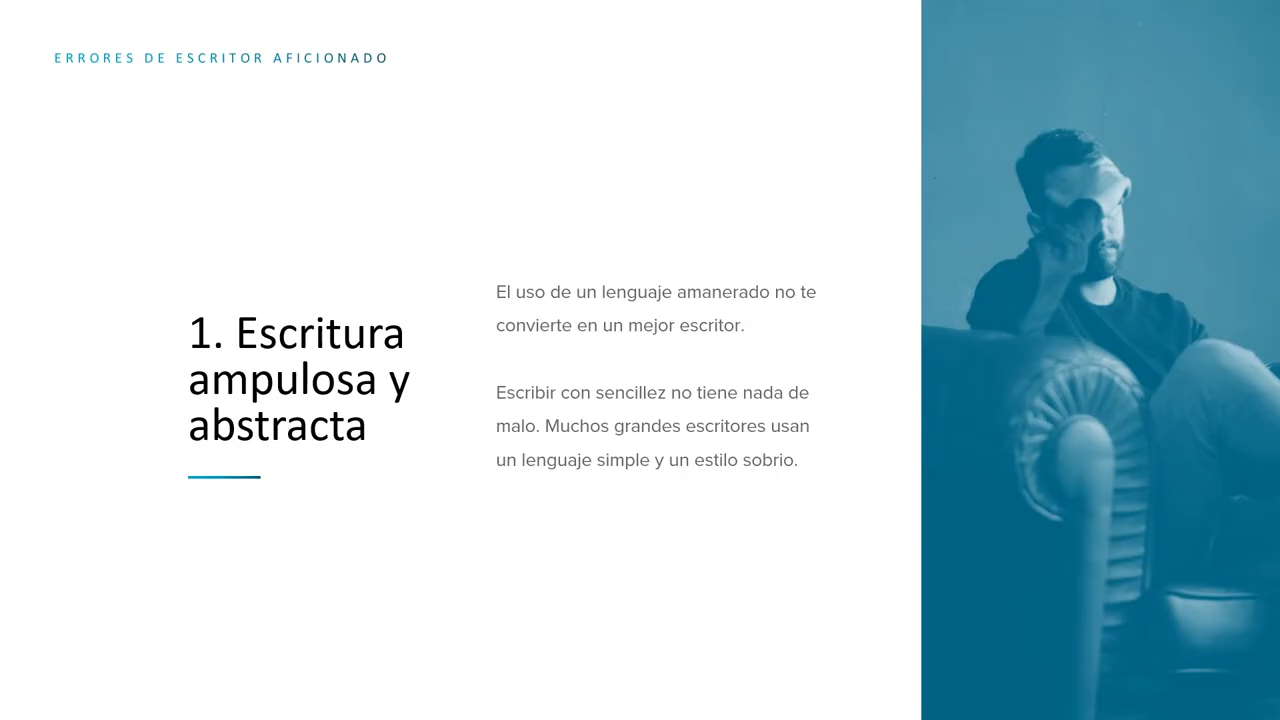 ERRORES DE ESCRITOR AFICIONADO
1. Escritura
ampulosa y
abstracta
El uso de un lenguaje amanerado no te
convierte en un mejor escritor.
Escribir con sencillez no tiene nada de
malo. Muchos grandes escritores usan
un lenguaje simple y un estilo sobrio.